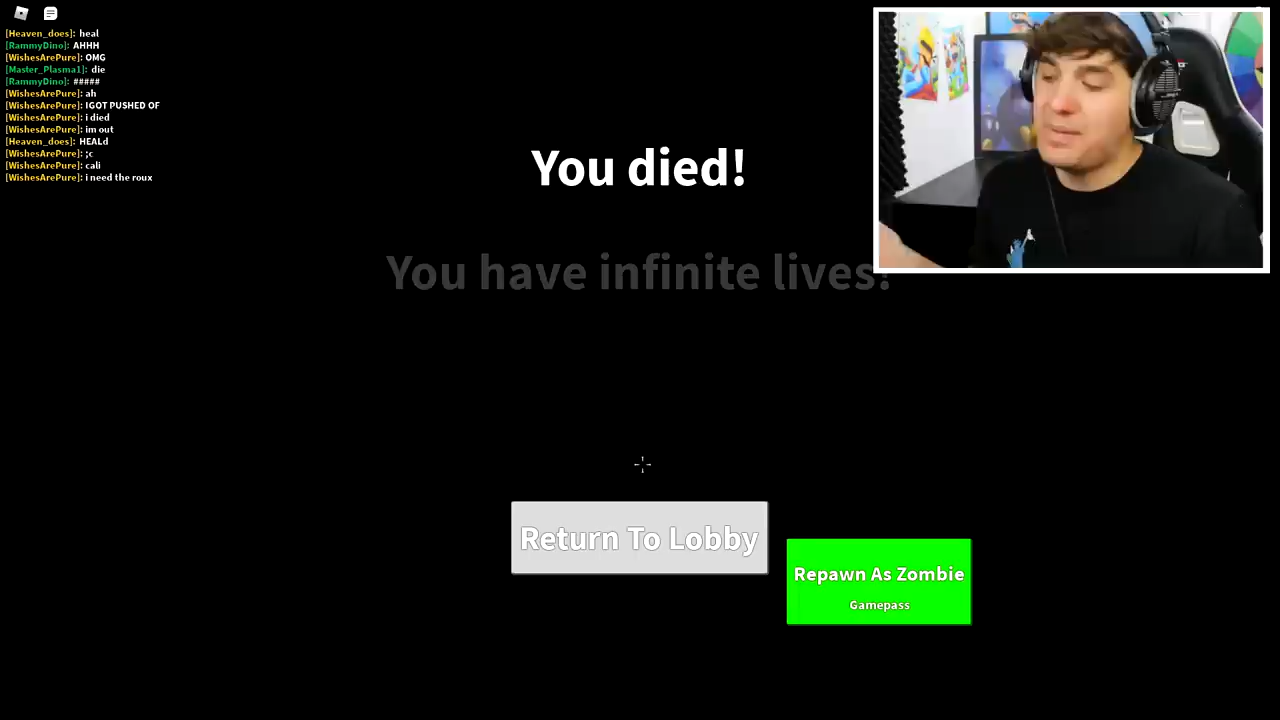 [Heaven_does]: heal
[RammyDino]: AHHH
[WishesArePure]: OMG
[Master_Plasma1]: die
[RammyDino]: #####
[WishesArePure]: ah
[WishesArePure]: IGOT PUSHED OF
[WishesArePure]: i died
[WishesArePure]: im out
[Heaven_does]: HEALd
[WishesArePure]: ;c
[WishesArePure]: cali
[WishesArePure]: i need the roux
You died!
You have infinite lives!
Return To Lobby
Repawn As Zombie
Gamepass